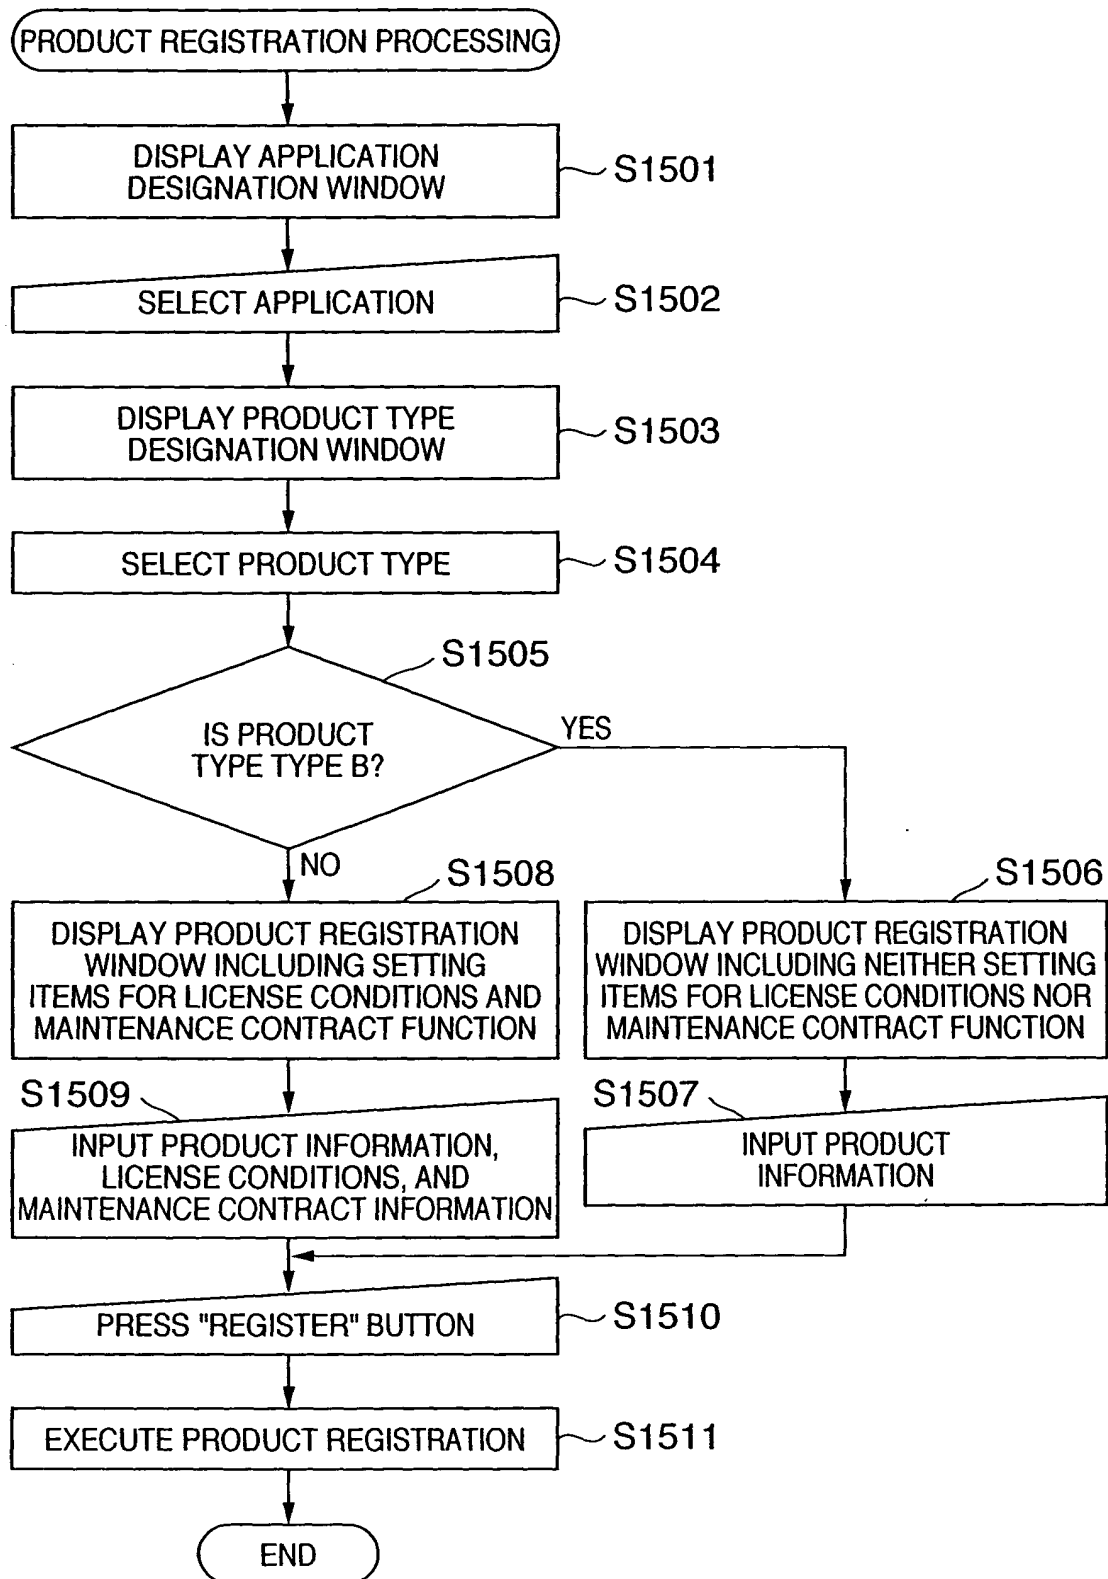 PRODUCT REGISTRATION PROCESSING
DISPLAY APPLICATION
DESIGNATION WINDOW
S1501
SELECT APPLICATION
S1502
DISPLAY PRODUCT TYPE
DESIGNATION WINDOW
S1503
SELECT PRODUCT TYPE
S1504
S1505
IS PRODUCT
TYPE TYPE B?
YES
NO
S1508
DISPLAY PRODUCT REGISTRATION
WINDOW INCLUDING SETTING
ITEMS FOR LICENSE CONDITIONS AND
MAINTENANCE CONTRACT FUNCTION
S1506
DISPLAY PRODUCT REGISTRATION
WINDOW INCLUDING NEITHER SETTING
ITEMS FOR LICENSE CONDITIONS NOR
MAINTENANCE CONTRACT FUNCTION
S1509
INPUT PRODUCT INFORMATION,
LICENSE CONDITIONS, AND
MAINTENANCE CONTRACT INFORMATION
S1507
INPUT PRODUCT
INFORMATION
PRESS "REGISTER" BUTTON
S1510
EXECUTE PRODUCT REGISTRATION
S1511
END